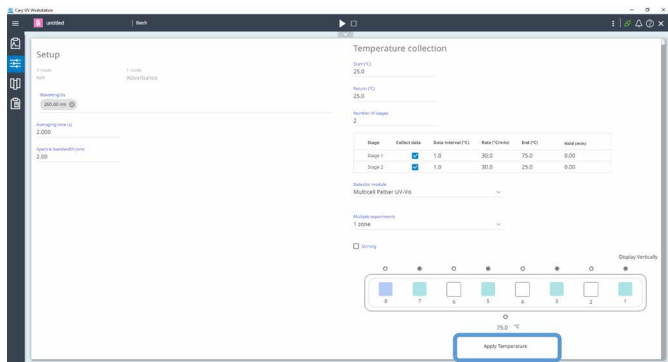 Cary UV Workstation
untitled
Batch
Setup
X mode
nm
Y mode
Absorbance
Wavelengths
260.00 nm
Averaging time (s)
2.000
Spectral bandwidth (nm)
2.00
Temperature collection
Start (°C)
25.0
Return (°C)
25.0
Number of stages
2
Stage Collect data Data interval (°C) Rate (°C/min) End (°C) Hold (min)
Stage 1 1.0 30.0 75.0 0.00
Stage 2 1.0 30.0 25.0 0.00
Detector module
Multicell Peltier UV-Vis
Multiple experiments
1 zone
Stirring
Display Vertically
8 7 6 5 4 3 2 1
75.0 °C
Apply Temperature